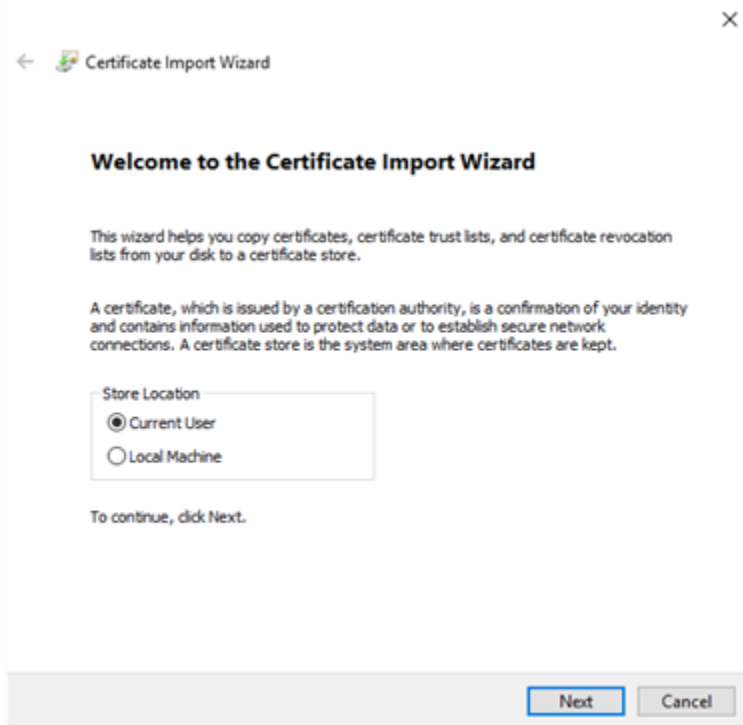 Certificate Import Wizard
Welcome to the Certificate Import Wizard
This wizard helps you copy certificates, certificate trust lists, and certificate revocation
lists from your disk to a certificate store.
A certificate, which is issued by a certification authority, is a confirmation of your identity
and contains information used to protect data or to establish secure network
connections. A certificate store is the system area where certificates are kept.
Store Location
Current User
Local Machine
To continue, click Next.
Next Cancel